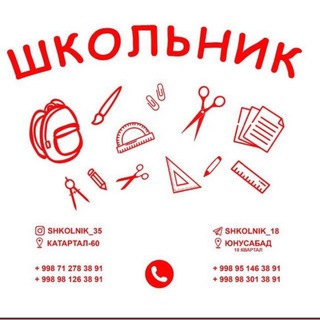 ШКОЛЬНИК
SHKOLNIK_35
КАТАРТАЛ-60
+ 998 71 278 38 91
+ 998 98 126 38 91
SHKOLNIK_18
ЮНУСАБАД
18 КВАРТАЛ
+ 998 95 146 38 91
+ 998 98 301 38 91